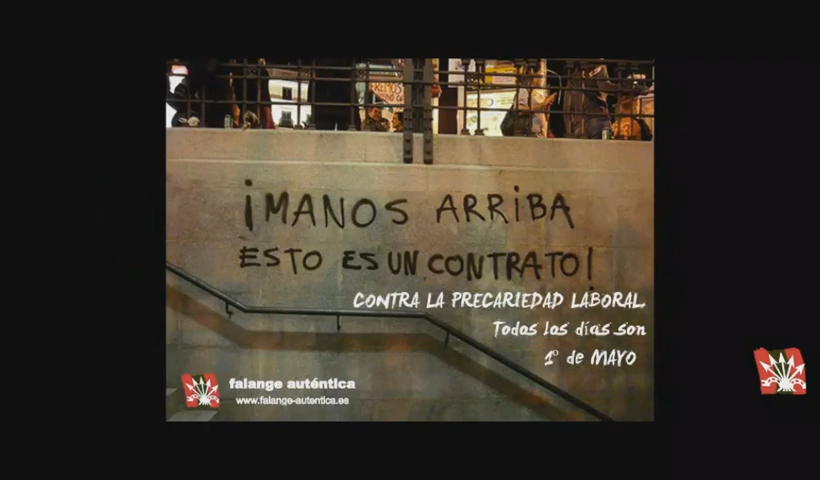 ¡MANOS ARRiBA
ESTO ES UN CONTRATO!
CONTRA LA PRECARIEDAD LABORAL.
Todos los días son
1º de MAYO
falange auténtica
www.falange-autentica.es